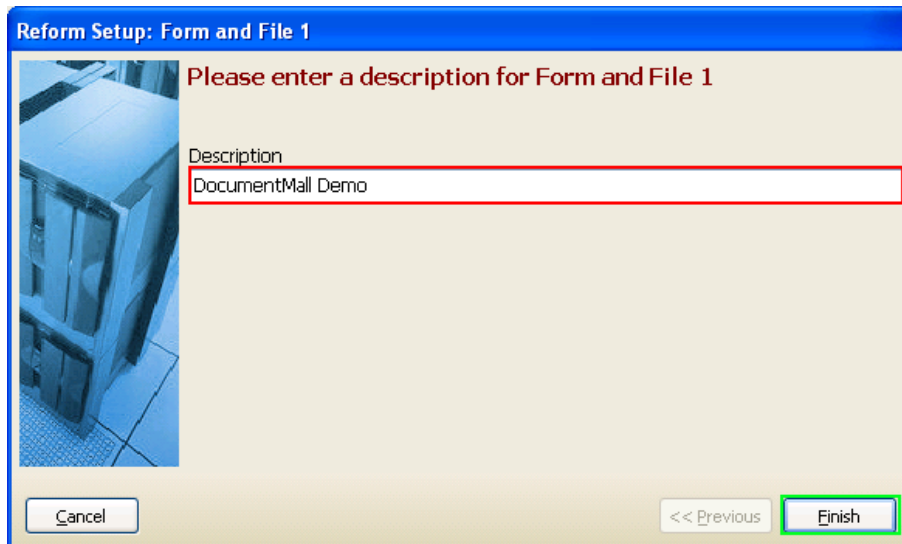 Reform Setup: Form and File 1
Please enter a description for Form and File 1
Description
DocumentMall Demo
Cancel
<< Previous
Finish